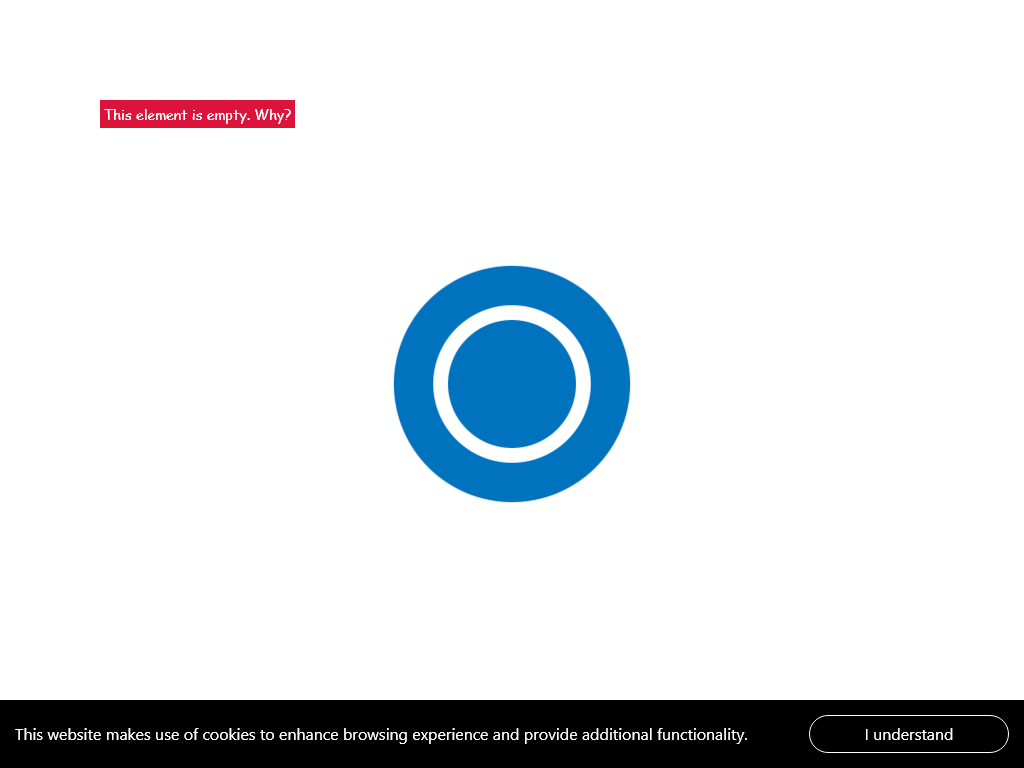 This element is empty. Why?
This website makes use of cookies to enhance browsing experience and provide additional functionality.
I understand